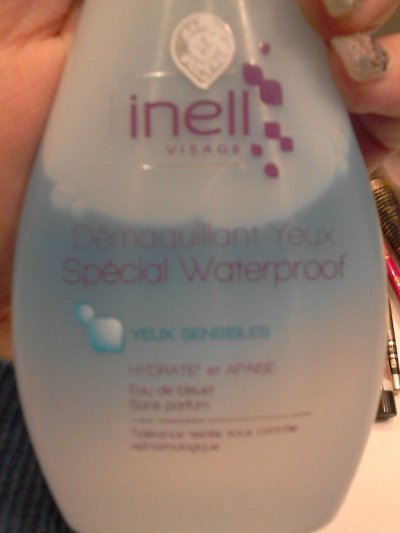 inell
VISAGE
Démaquillant Yeux
Spécial Waterproof
YEUX SENSIBLES
HYDRATE* et APAISE
Eau de bleuet
Sans parfum
Tolérance testée sous contrôle
ophtalmologique